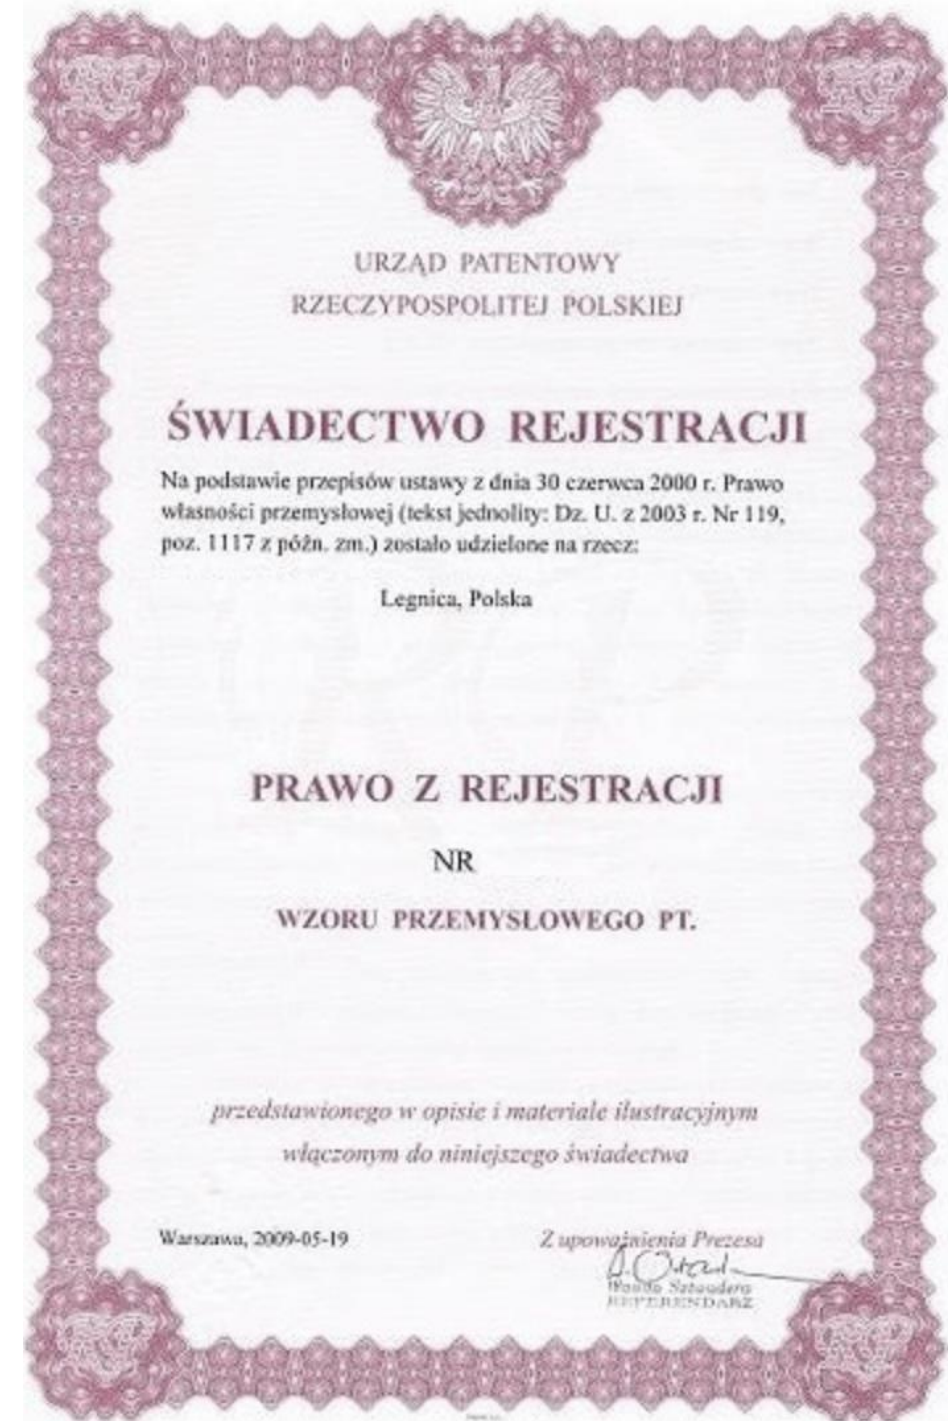 URZĄD PATENTOWY
RZECZYPOSPOLITEJ POLSKIEJ
ŚWIADECTWO REJESTRACJI
Na podstawie przepisów ustawy z dnia 30 czerwca 2000 r. Prawo
własności przemysłowej (tekst jednolity: Dz. U. z 2003 r. Nr 119,
poz. 1117 z późn. zm.) zostało udzielone na rzecz:
Legnica, Polska
PRAWO Z REJESTRACJI
NR
WZORU PRZEMYSŁOWEGO PT.
przedstawionego w opisie i materiale ilustracyjnym
włączonym do niniejszego świadectwa
Warszawa, 2009-05-19
Z upoważnienia Prezesa
REFERENDARZ